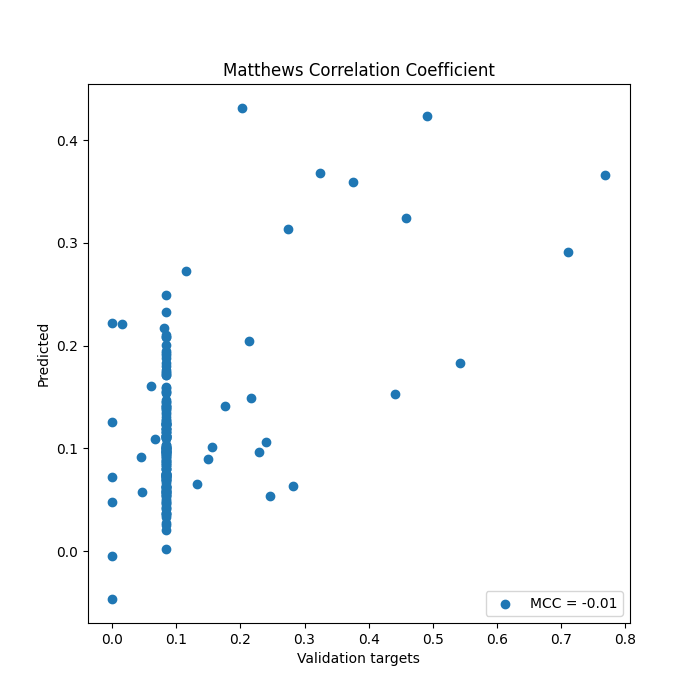 Matthews Correlation Coefficient
Predicted
0.4
0.3
0.2
0.1
0.0
MCC = -0.01
0.0 0.1 0.2 0.3 0.4 0.5 0.6 0.7 0.8
Validation targets